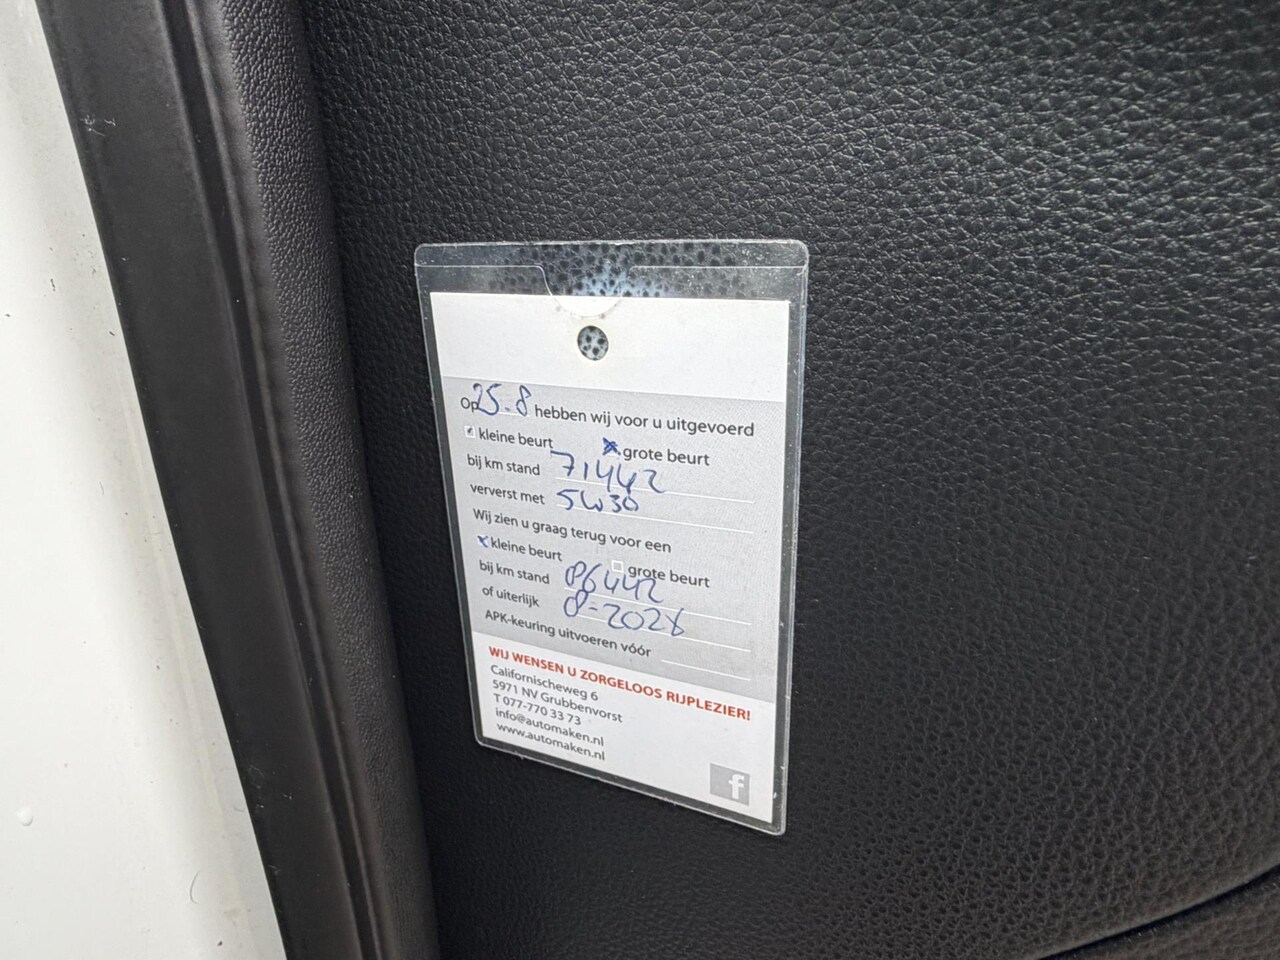 Op 25-8 hebben wij voor u uitgevoerd
kleine beurt grote beurt
bij km stand 71442
ververst met 5W30
Wij zien u graag terug voor een
kleine beurt grote beurt
bij km stand 86442
of uiterlijk 8-2028
APK-keuring uitvoeren vóór
WIJ WENSEN U ZORGELOOS RIJPLEZIER!
Californischeweg 6
5971 NV Grubbenvorst
T 077-770 33 73
info@automaken.nl
www.automaken.nl
f